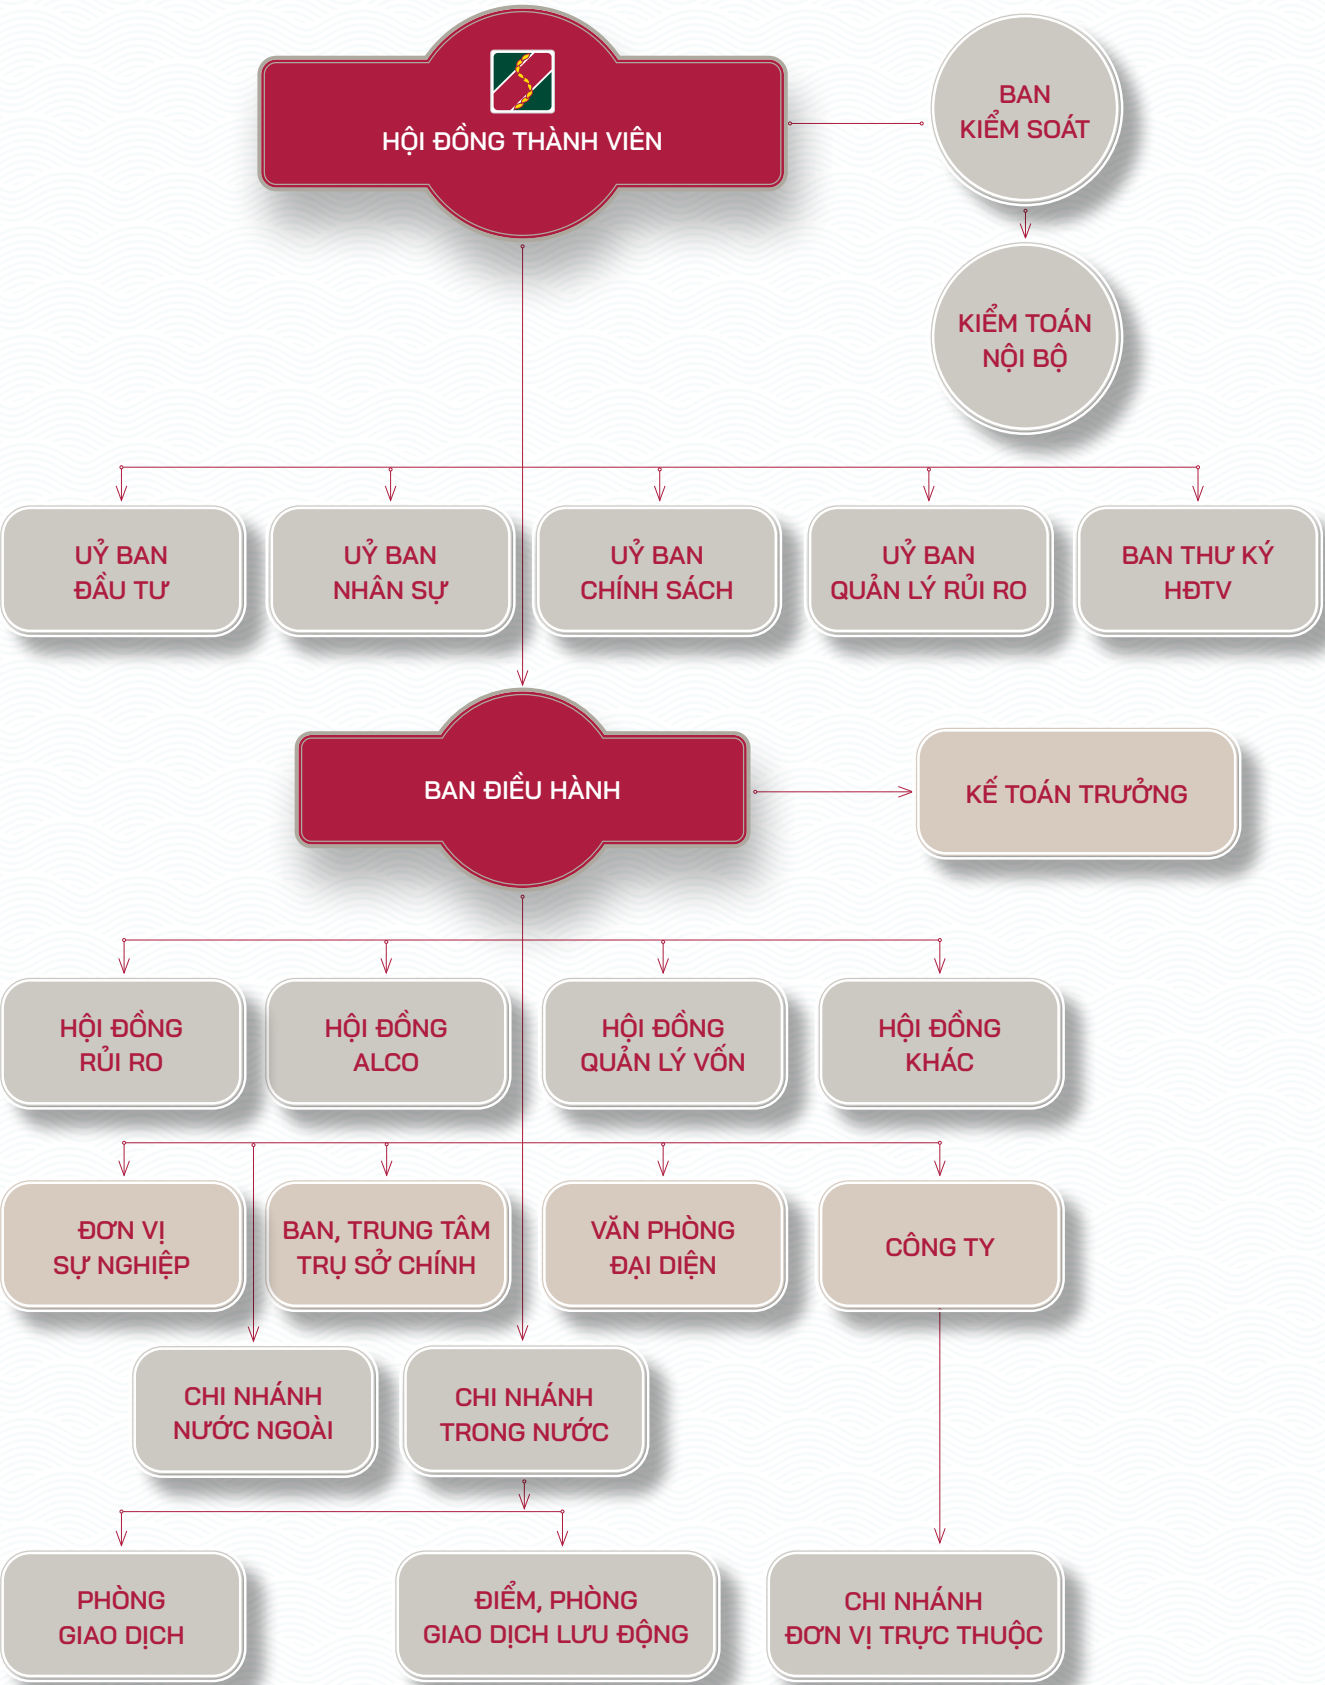 HỘI ĐỒNG THÀNH VIÊN
BAN
KIỂM SOÁT
KIỂM TOÁN
NỘI BỘ
UỶ BAN
ĐẦU TƯ
UỶ BAN
NHÂN SỰ
UỶ BAN
CHÍNH SÁCH
UỶ BAN
QUẢN LÝ RỦI RO
BAN THƯ KÝ
HĐTV
BAN ĐIỀU HÀNH
KẾ TOÁN TRƯỞNG
HỘI ĐỒNG
RỦI RO
HỘI ĐỒNG
ALCO
HỘI ĐỒNG
QUẢN LÝ VỐN
HỘI ĐỒNG
KHÁC
ĐƠN VỊ
SỰ NGHIỆP
BAN, TRUNG TÂM
TRỤ SỞ CHÍNH
VĂN PHÒNG
ĐẠI DIỆN
CÔNG TY
CHI NHÁNH
NƯỚC NGOÀI
CHI NHÁNH
TRONG NƯỚC
PHÒNG
GIAO DỊCH
ĐIỂM, PHÒNG
GIAO DỊCH LƯU ĐỘNG
CHI NHÁNH
ĐƠN VỊ TRỰC THUỘC